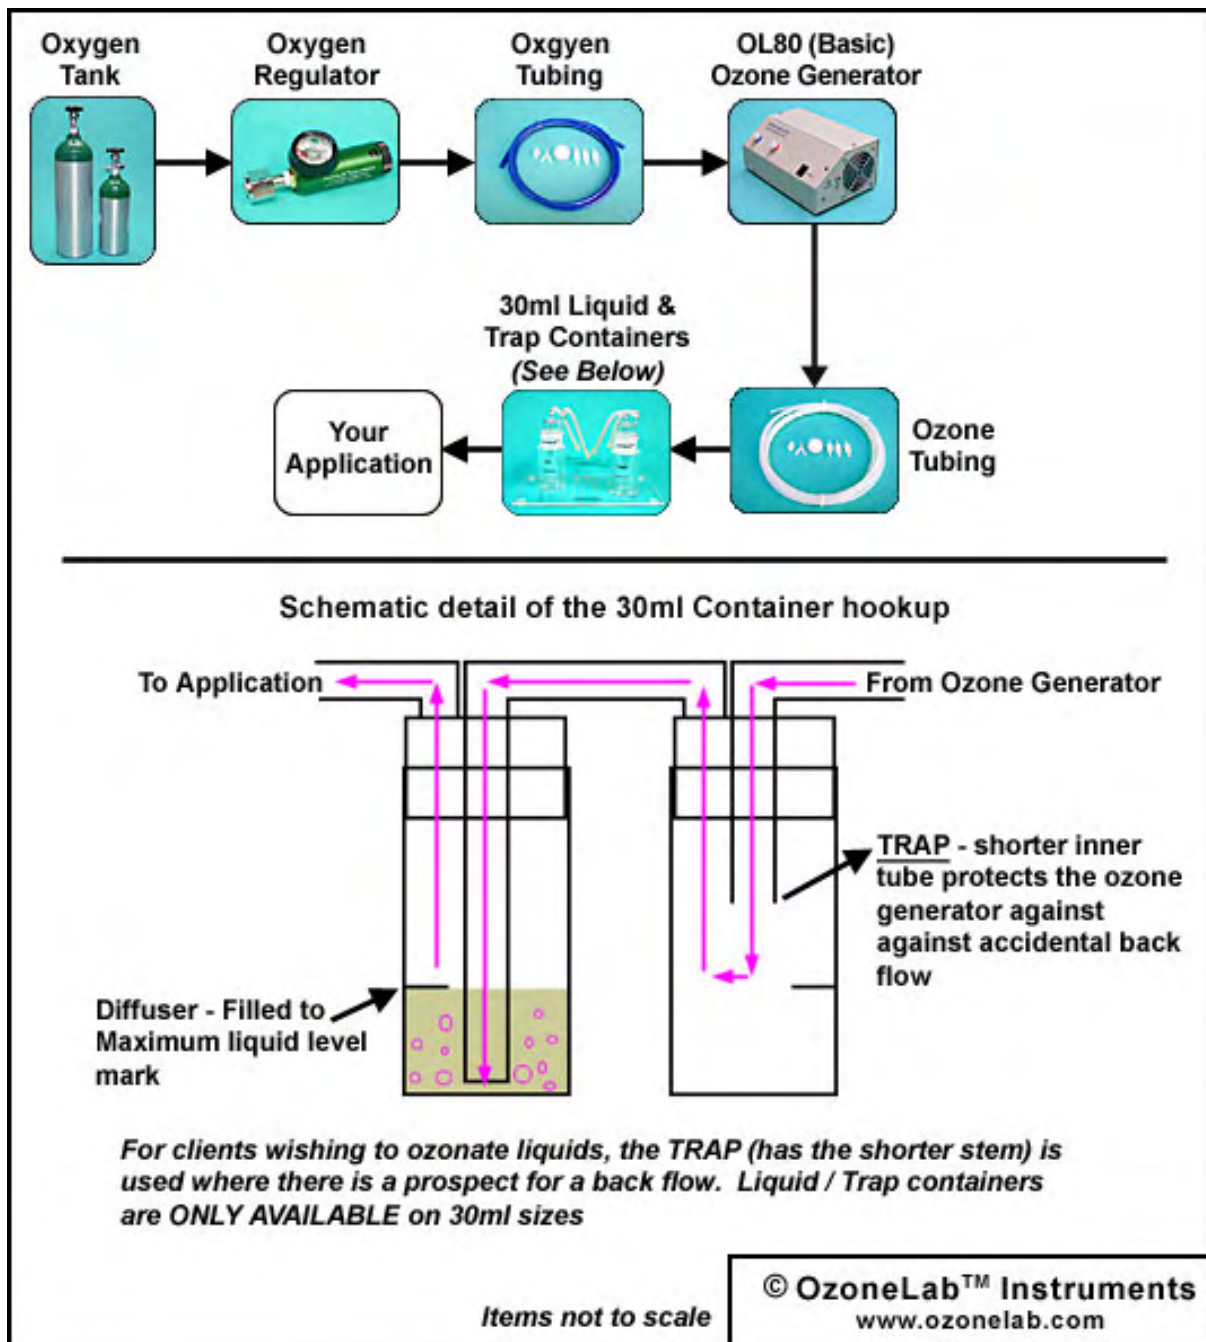 Oxygen
Tank
Oxygen
Regulator
Oxgyen
Tubing
OL80 (Basic)
Ozone Generator
30ml Liquid &
Trap Containers
(See Below)
Your
Application
Ozone
Tubing
Schematic detail of the 30ml Container hookup
To Application
From Ozone Generator
TRAP - shorter inner
tube protects the ozone
generator against
against accidental back
flow
Diffuser - Filled to
Maximum liquid level
mark
For clients wishing to ozonate liquids, the TRAP (has the shorter stem) is
used where there is a prospect for a back flow. Liquid / Trap containers
are ONLY AVAILABLE on 30ml sizes
Items not to scale
© OzoneLab™ Instruments
www.ozonelab.com